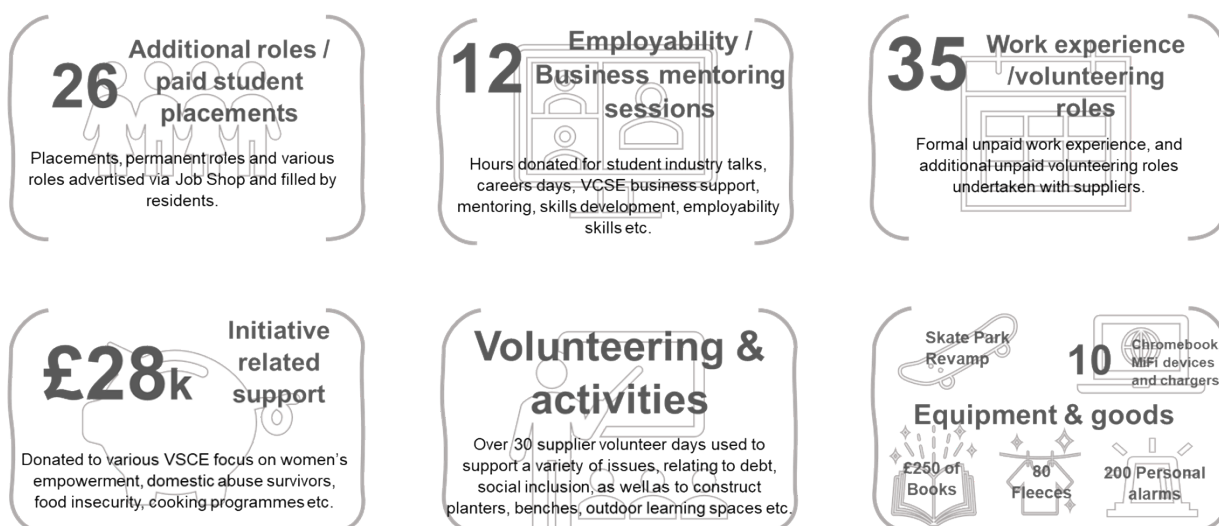 26
Additional roles /
paid student
placements
Placements, permanent roles and various
roles advertised via Job Shop and filled by
residents.
12
Employability /
Business mentoring
sessions
Hours donated for student industry talks,
careers days, VCSE business support,
mentoring, skills development, employability
skills etc.
35
Work experience
/volunteering
roles
Formal unpaid work experience, and
additional unpaid volunteering roles
undertaken with suppliers.
£28k
Initiative
related
support
Donated to various VSCE focus on women's
empowerment, domestic abuse survivors,
food insecurity, cooking programmes etc.
Volunteering &
activities
Over 30 supplier volunteer days used to
support a variety of issues, relating to debt,
social inclusion, as well as to construct
planters, benches, outdoor learning spaces etc.
Skate Park
Revamp
10
Chromebook
MiFi devices
and chargers
Equipment & goods
£250 of
Books
80
Fleeces
200 Personal
alarms